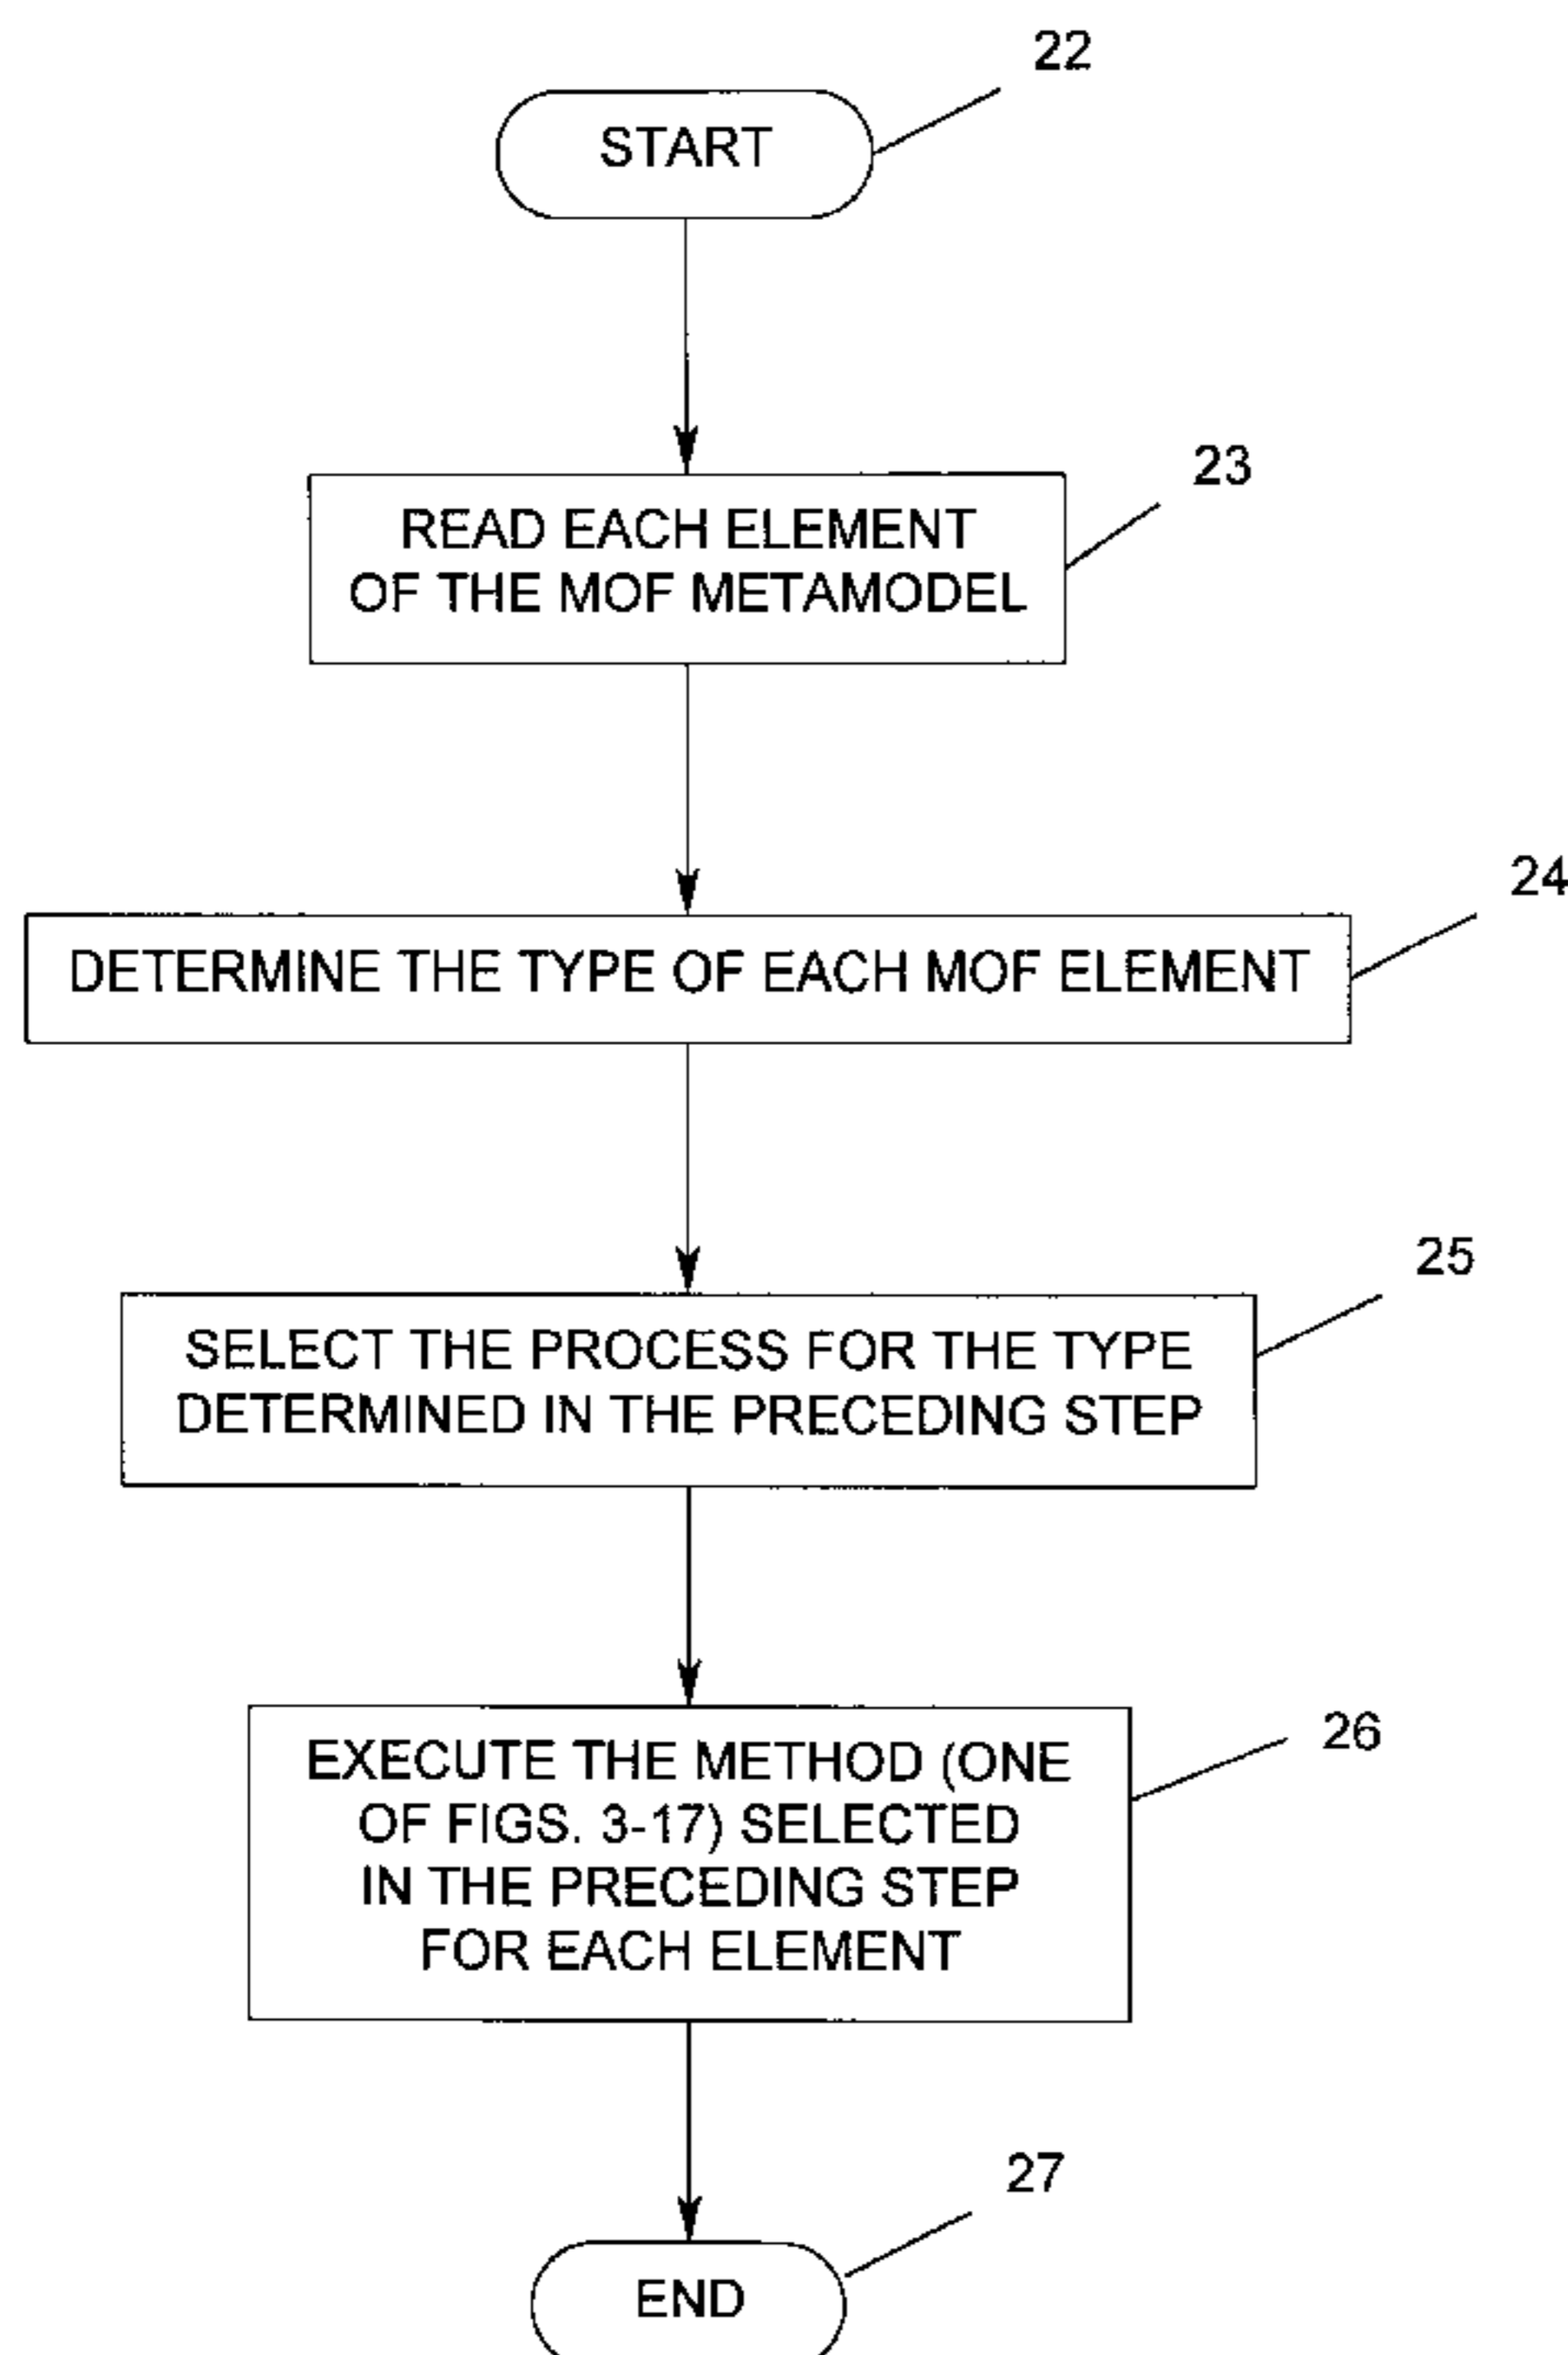 22
START
23
READ EACH ELEMENT
OF THE MOF METAMODEL
24
DETERMINE THE TYPE OF EACH MOF ELEMENT
25
SELECT THE PROCESS FOR THE TYPE
DETERMINED IN THE PRECEDING STEP
26
EXECUTE THE METHOD (ONE
OF FIGS. 3-17) SELECTED
IN THE PRECEDING STEP
FOR EACH ELEMENT
27
END